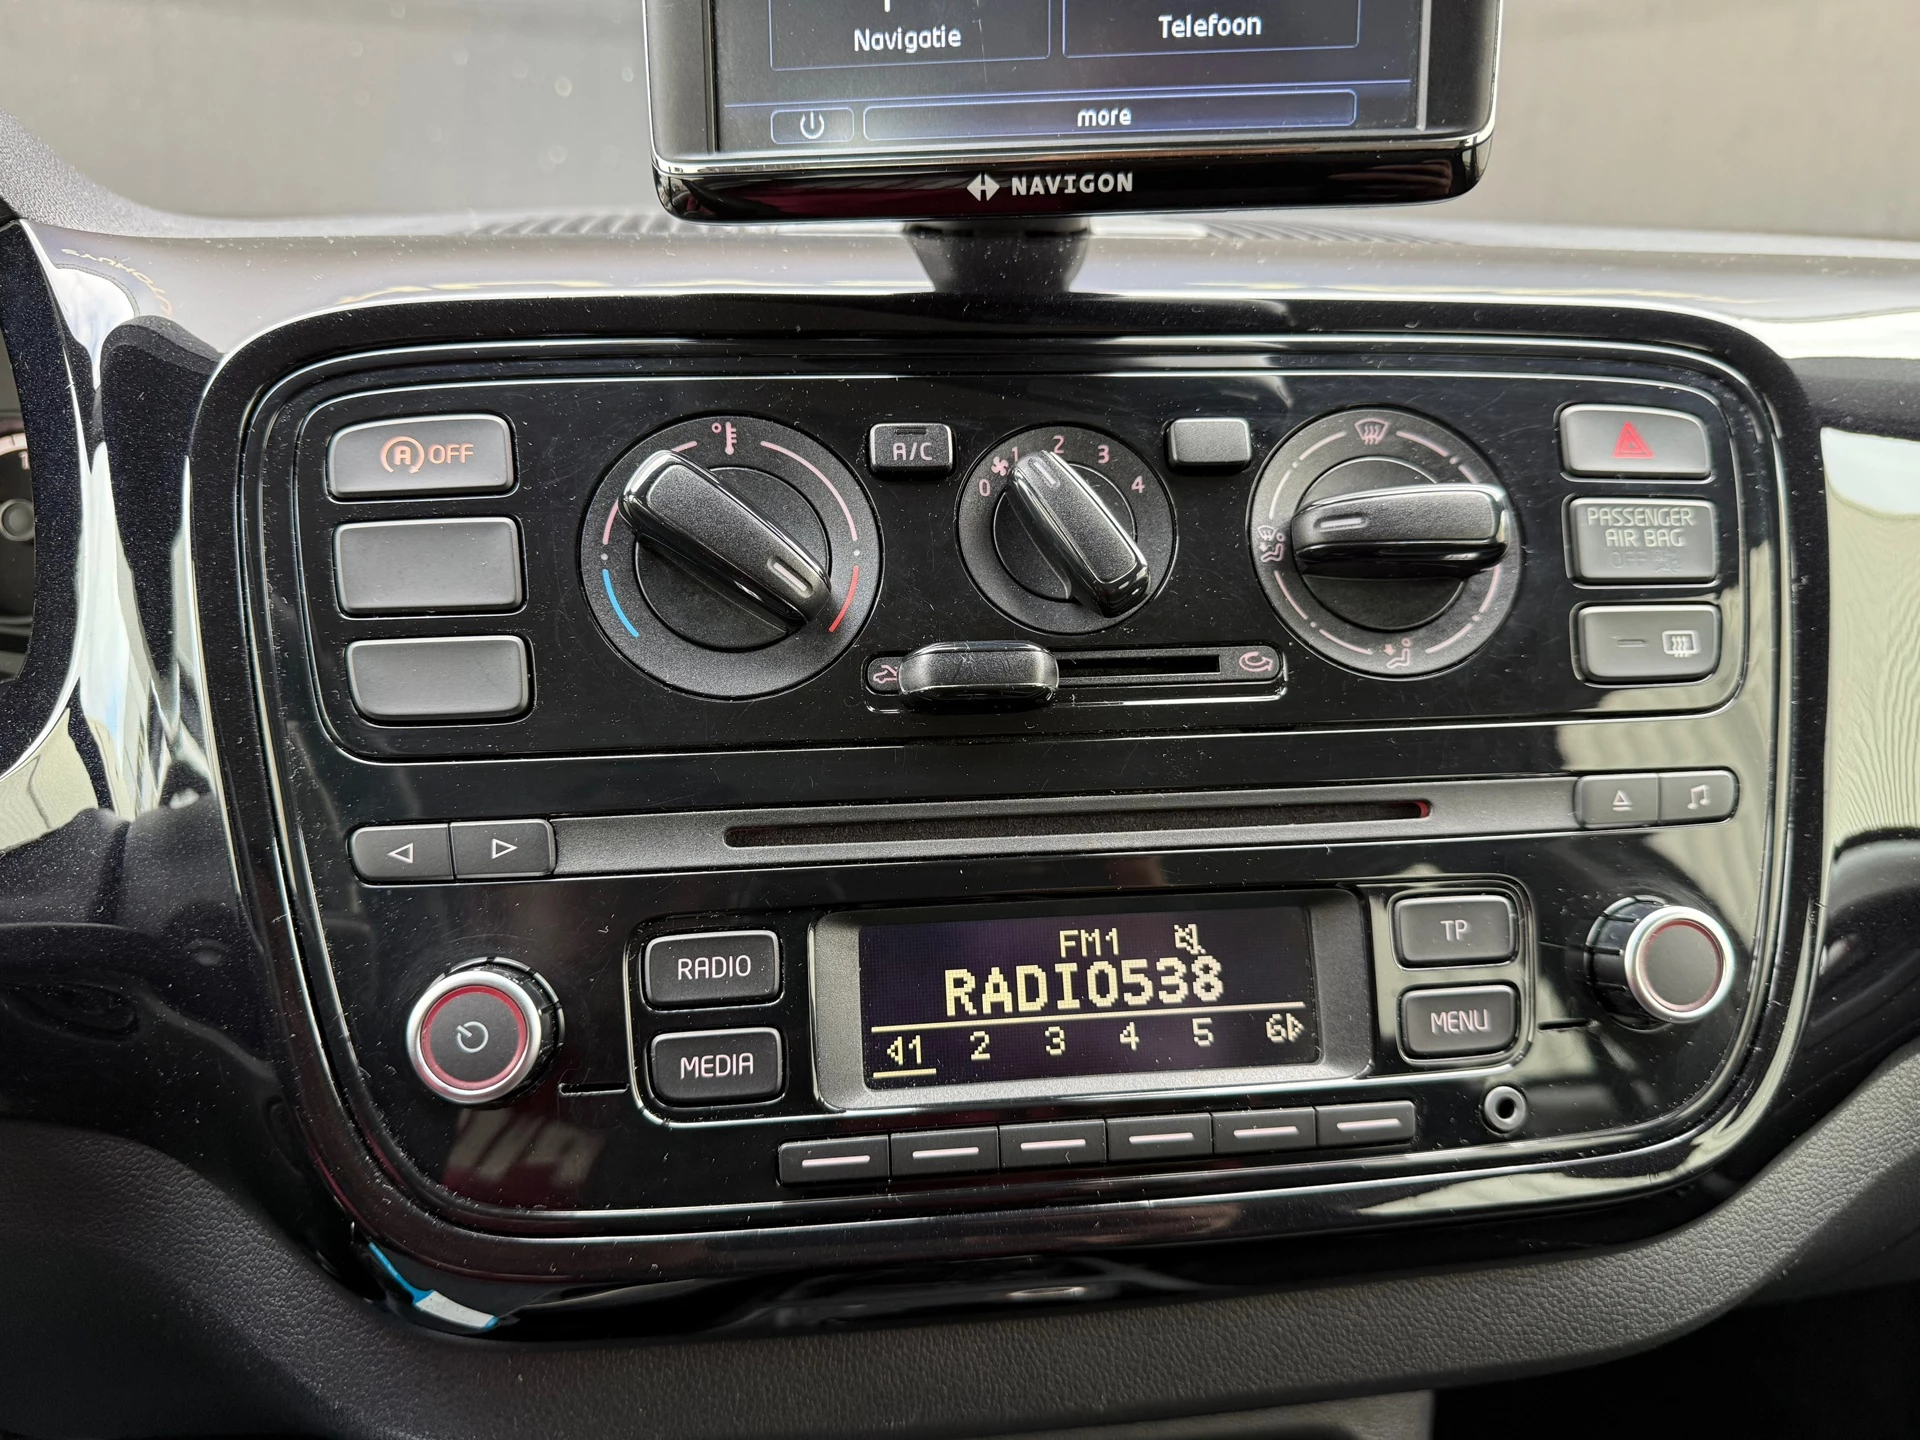 Navigatie
Telefoon
more
NAVIGON
A OFF
A/C
0 1 2 3 4
PASSENGER
AIR BAG
RADIO
MEDIA
FM1
RADIO538
1 2 3 4 5 6
TP
MENU